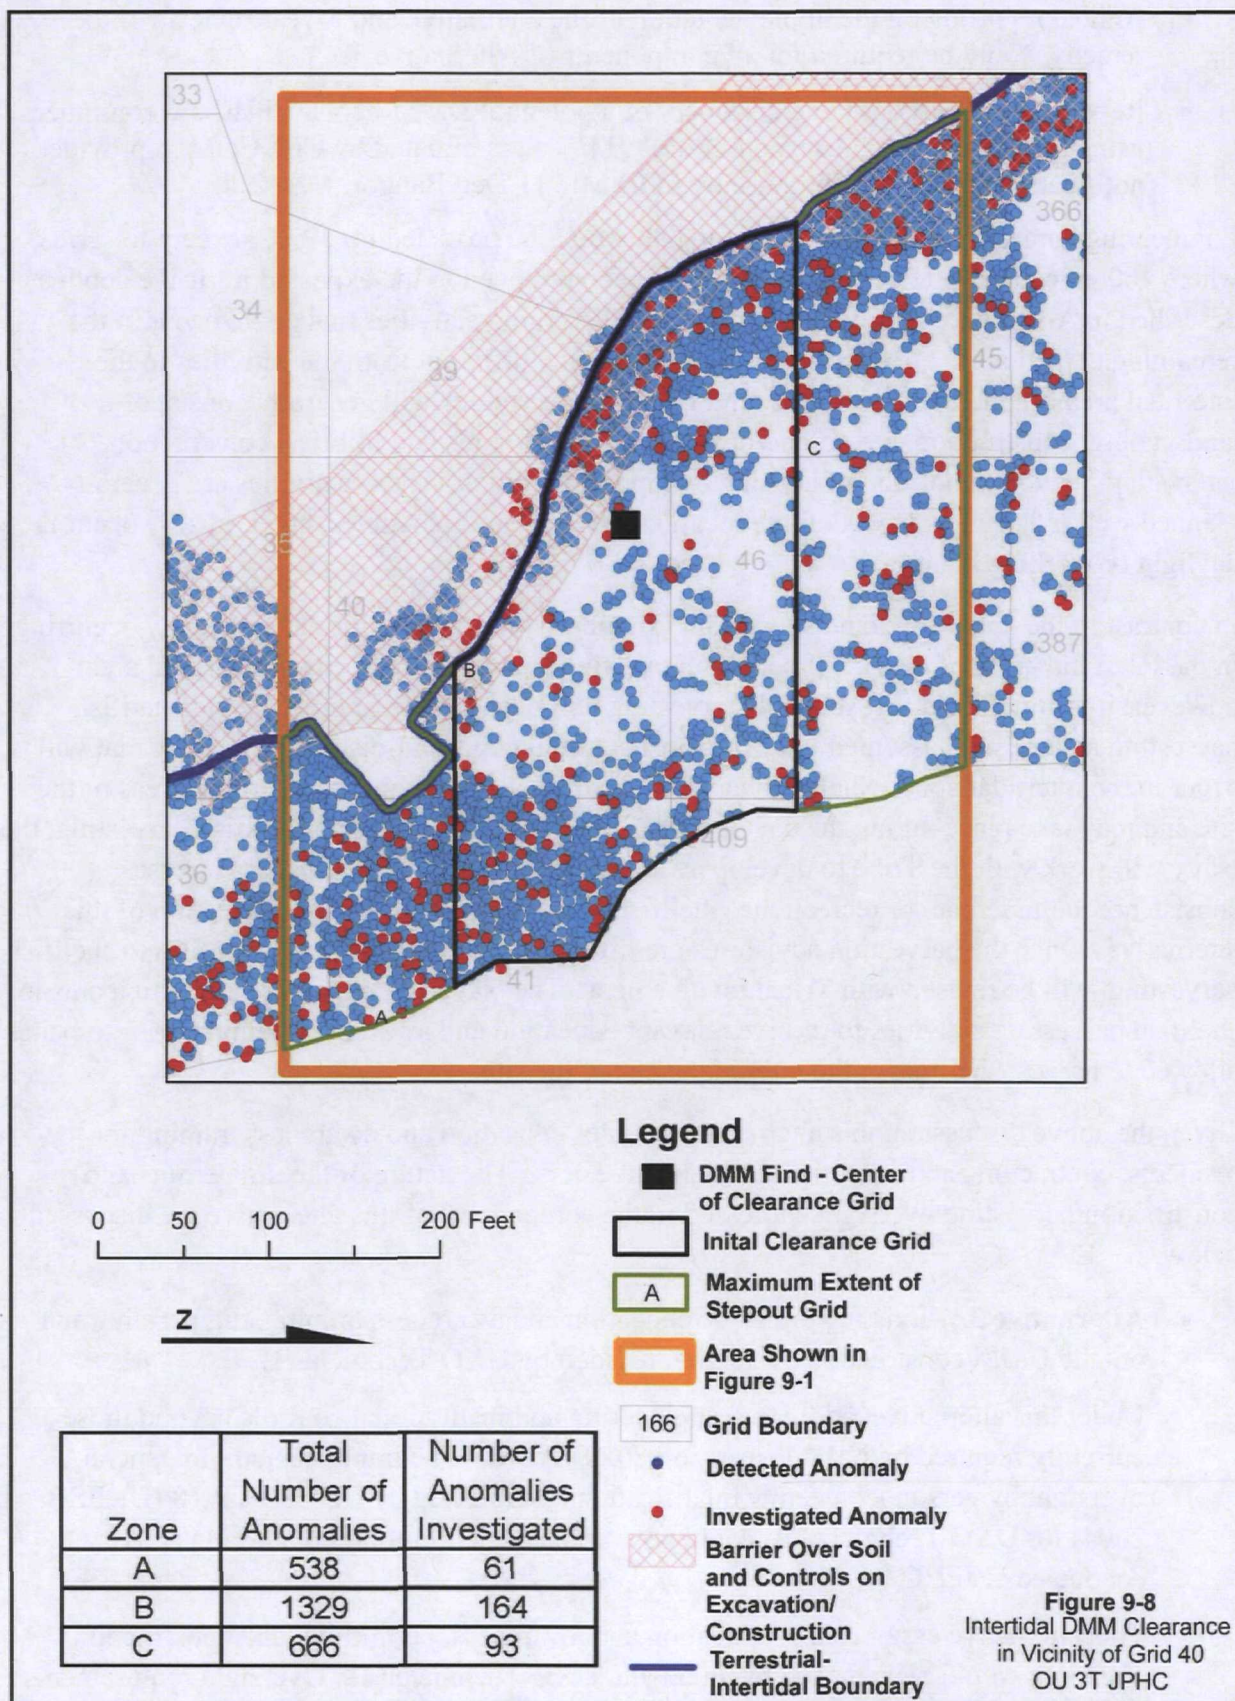 33
366
34
39
45
C
35
46
40
387
B
409
36
41
A
Legend
DMM Find - Center
of Clearance Grid
0 50 100 200 Feet
Inital Clearance Grid
A
Maximum Extent of
Stepout Grid
Z
Area Shown in
Figure 9-1
166
Grid Boundary
Detected Anomaly
Investigated Anomaly
Barrier Over Soil
and Controls on
Excavation/
Construction
Terrestrial-
Intertidal Boundary
Zone Total Number of Anomalies Number of Anomalies Investigated
A 538 61
B 1329 164
C 666 93
Figure 9-8
Intertidal DMM Clearance
in Vicinity of Grid 40
OU 3T JPHC